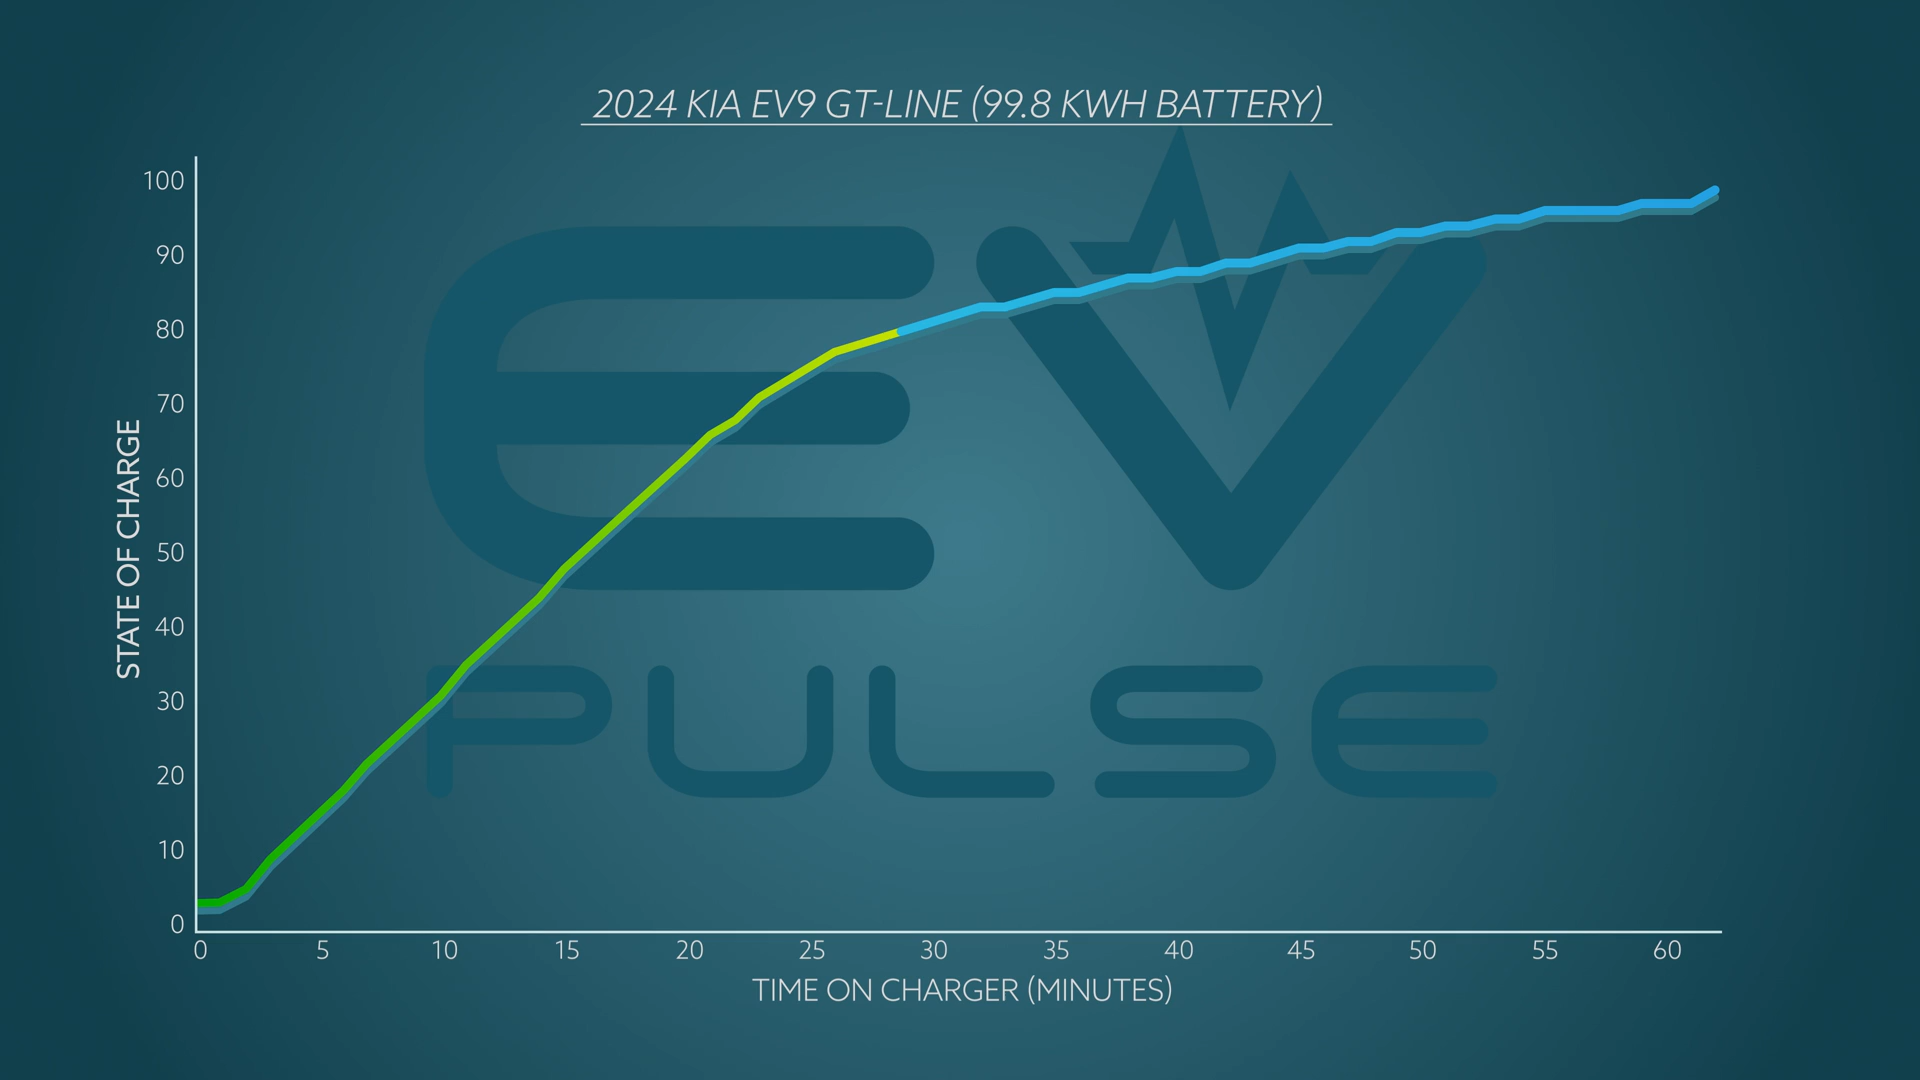 2024 KIA EV9 GT-LINE (99.8 KWH BATTERY)
100
90
80
70
60
50
40
30
20
10
0
STATE OF CHARGE
0 5 10 15 20 25 30 35 40 45 50 55 60
TIME ON CHARGER (MINUTES)
EV
PULSE